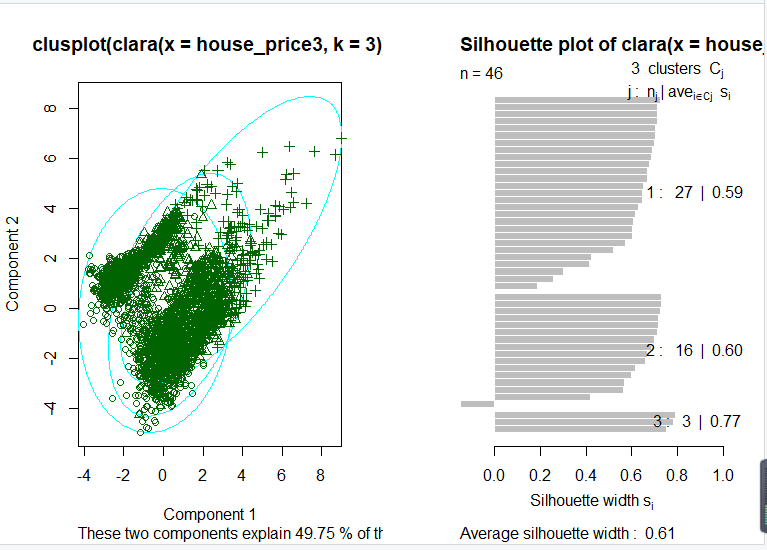 clusplot(clara(x = house_price3, k = 3)
8
6
4
2
0
-2
-4
-4 -2 0 2 4 6 8
Component 2
Component 1
These two components explain 49.75 % of th
Silhouette plot of clara(x = house_
n = 46
3 clusters Cj
j : nj | avei∈Cj si
1 : 27 | 0.59
2 : 16 | 0.60
3 : 3 | 0.77
0.0 0.2 0.4 0.6 0.8 1.0
Silhouette width si
Average silhouette width : 0.61